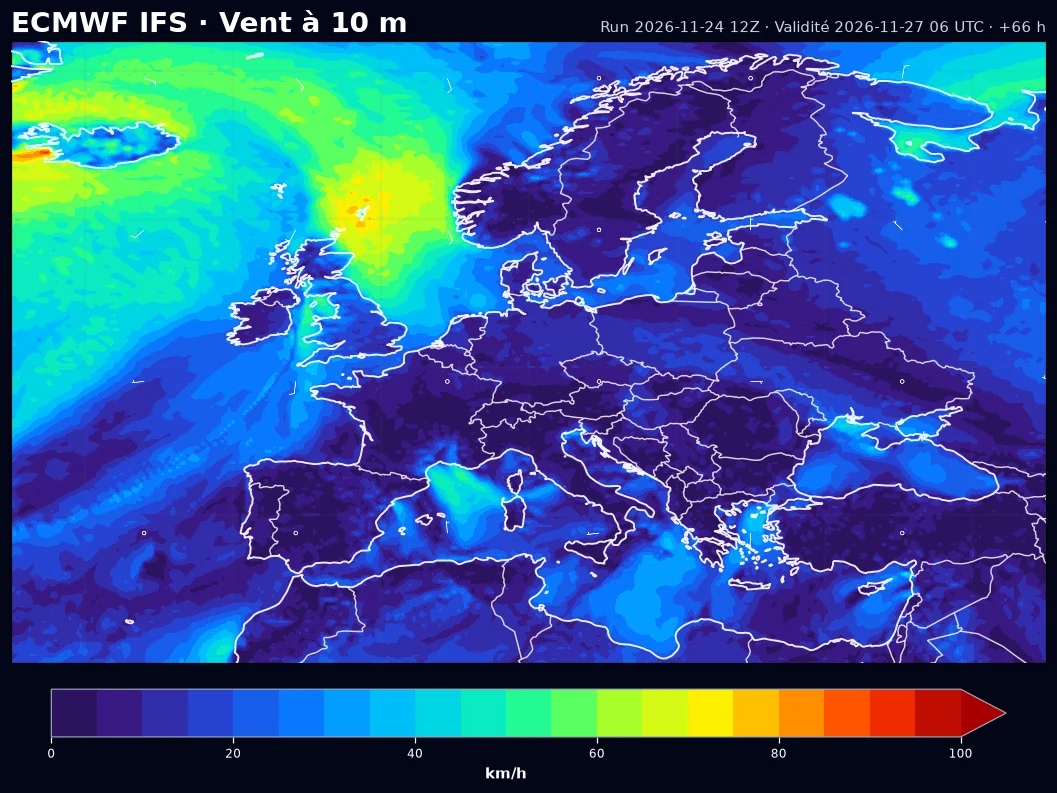 ECMWF IFS · Vent à 10 m
Run 2026-11-24 12Z · Validité 2026-11-27 06 UTC · +66 h
0 20 40 60 80 100
km/h